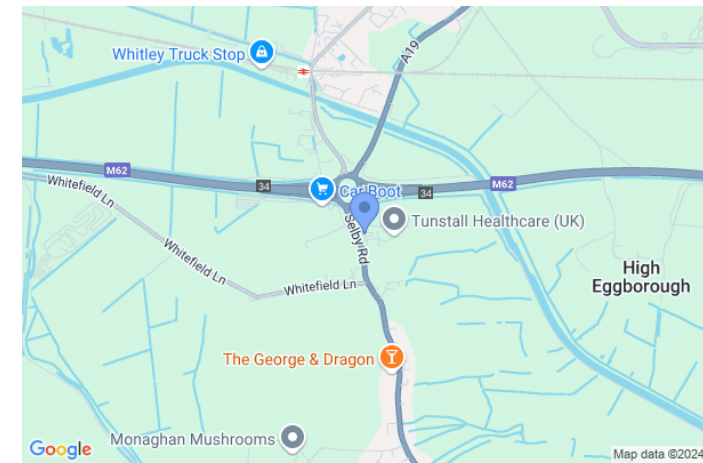 Whitley Truck Stop
A19
M62
34
Car Boot
34
M62
Whitefield Ln
Selby Rd
Tunstall Healthcare (UK)
Whitefield Ln
High
Eggborough
Whitefield Ln
The George & Dragon
Monaghan Mushrooms
Google
Map data ©2024